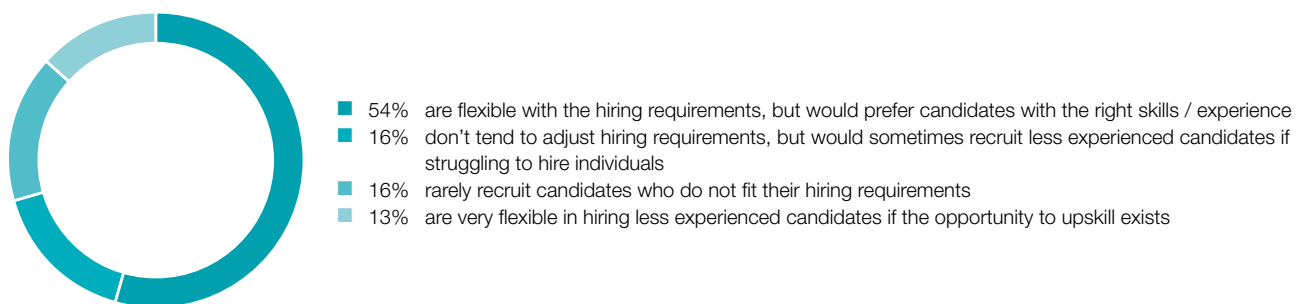 54% are flexible with the hiring requirements, but would prefer candidates with the right skills / experience
16% don’t tend to adjust hiring requirements, but would sometimes recruit less experienced candidates if
struggling to hire individuals
16% rarely recruit candidates who do not fit their hiring requirements
13% are very flexible in hiring less experienced candidates if the opportunity to upskill exists